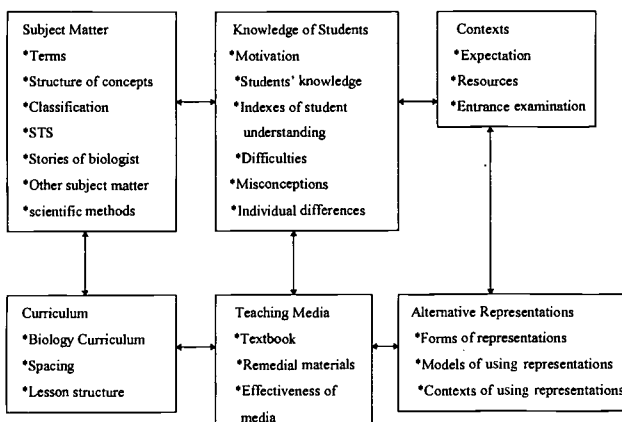 Subject Matter
*Terms
*Structure of concepts
*Classification
*STS
*Stories of biologist
*Other subject matter
*scientific methods
Knowledge of Students
*Motivation
*Students' knowledge
*Indexes of student
understanding
*Difficulties
*Misconceptions
*Individual differences
Contexts
*Expectation
*Resources
*Entrance examination
Curriculum
*Biology Curriculum
*Spacing
*Lesson structure
Teaching Media
*Textbook
*Remedial materials
*Effectiveness of
media
Alternative Representations
*Forms of representations
*Models of using representations
*Contexts of using representations